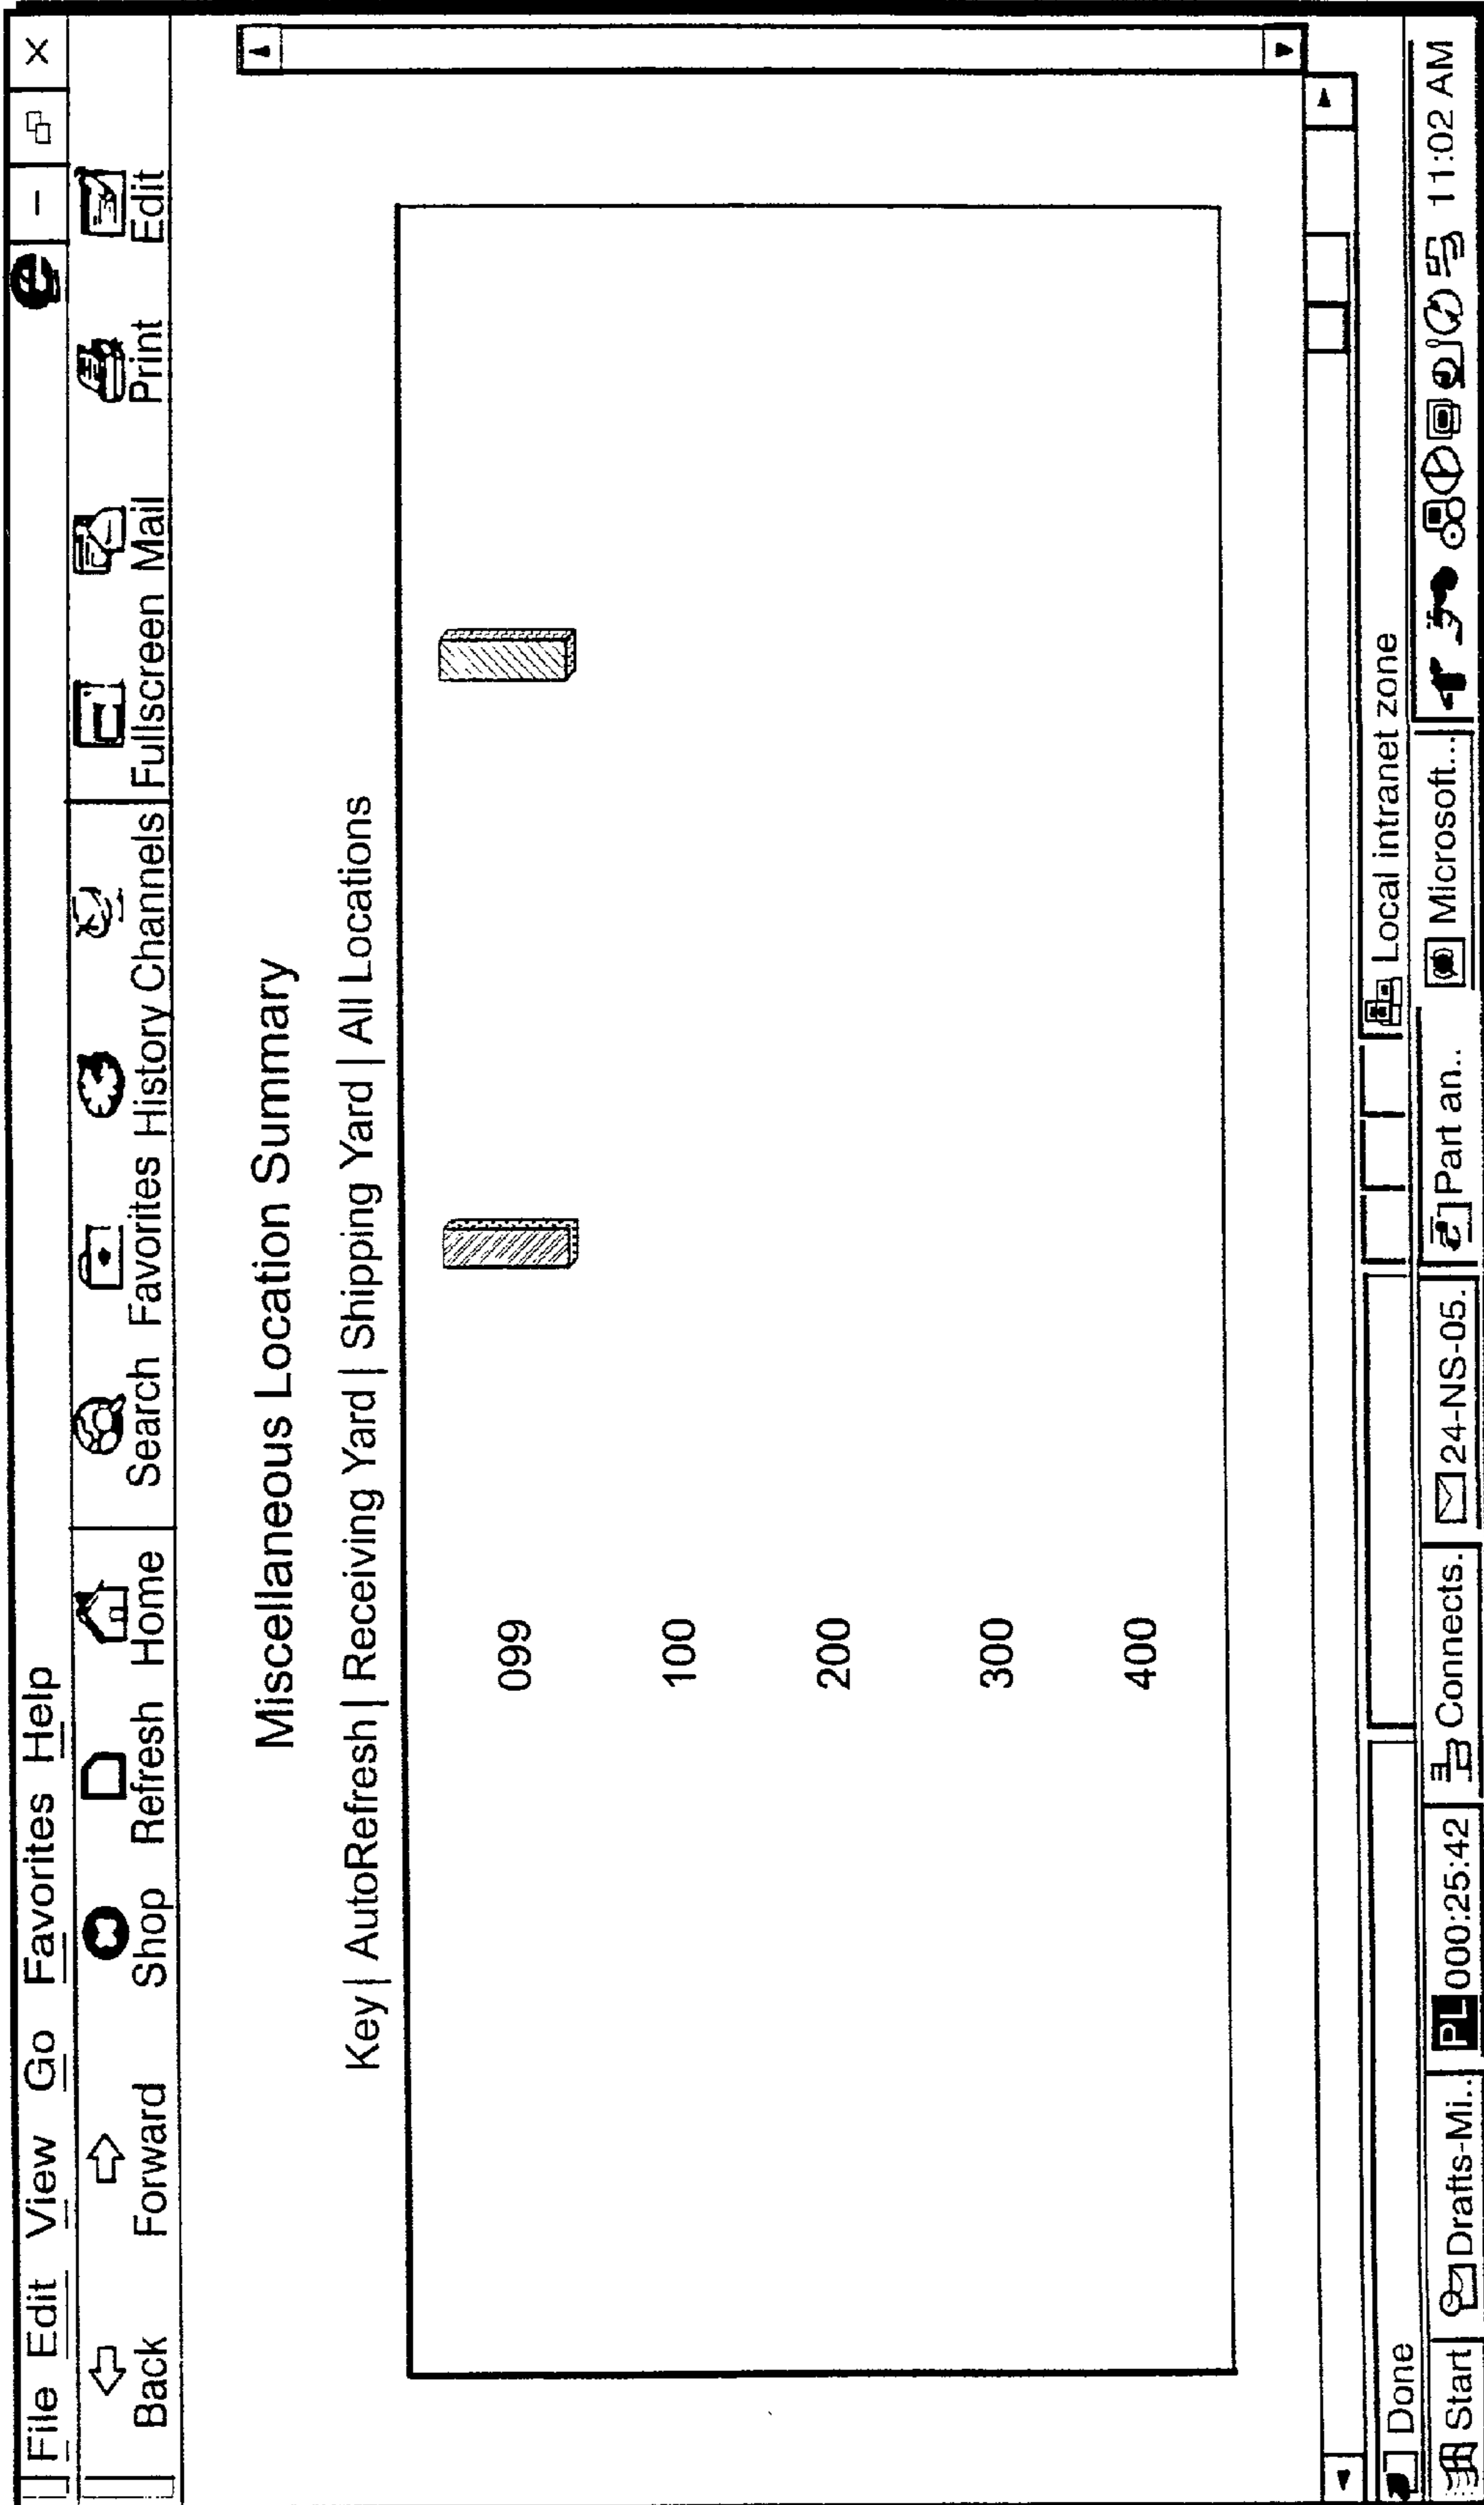 File Edit View Go Favorites Help
Back Forward Shop Refresh Home Search Favorites History Channels Fullscreen Mail Print Edit
Miscellaneous Location Summary
Key | AutoRefresh | Receiving Yard | Shipping Yard | All Locations
099
100
200
300
400
Done Local intranet zone
Start Drafts-Mi.. PL 000:25:42 Connects. 24-NS-05. Part an.. Microsoft... 11:02 AM